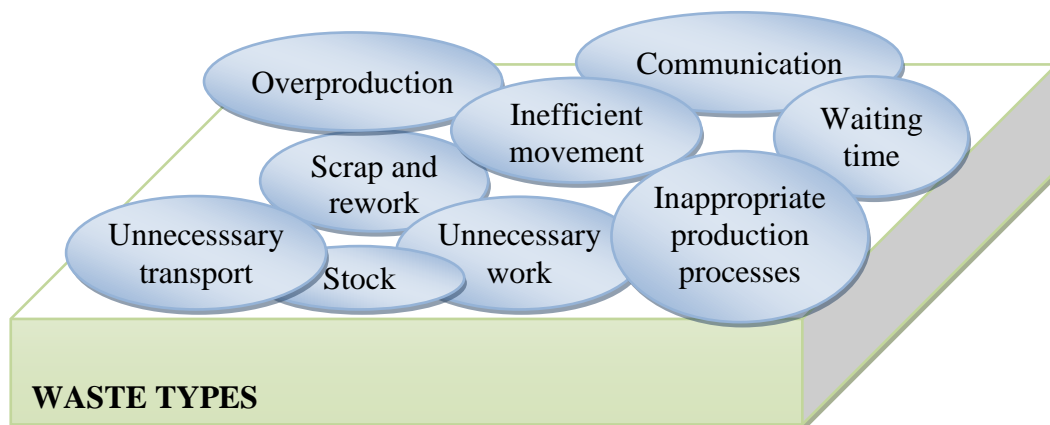 Overproduction
Communication
Inefficient
movement
Waiting
time
Scrap and
rework
Inappropriate
production
processes
Unnecesssary
transport
Stock
Unnecessary
work
WASTE TYPES